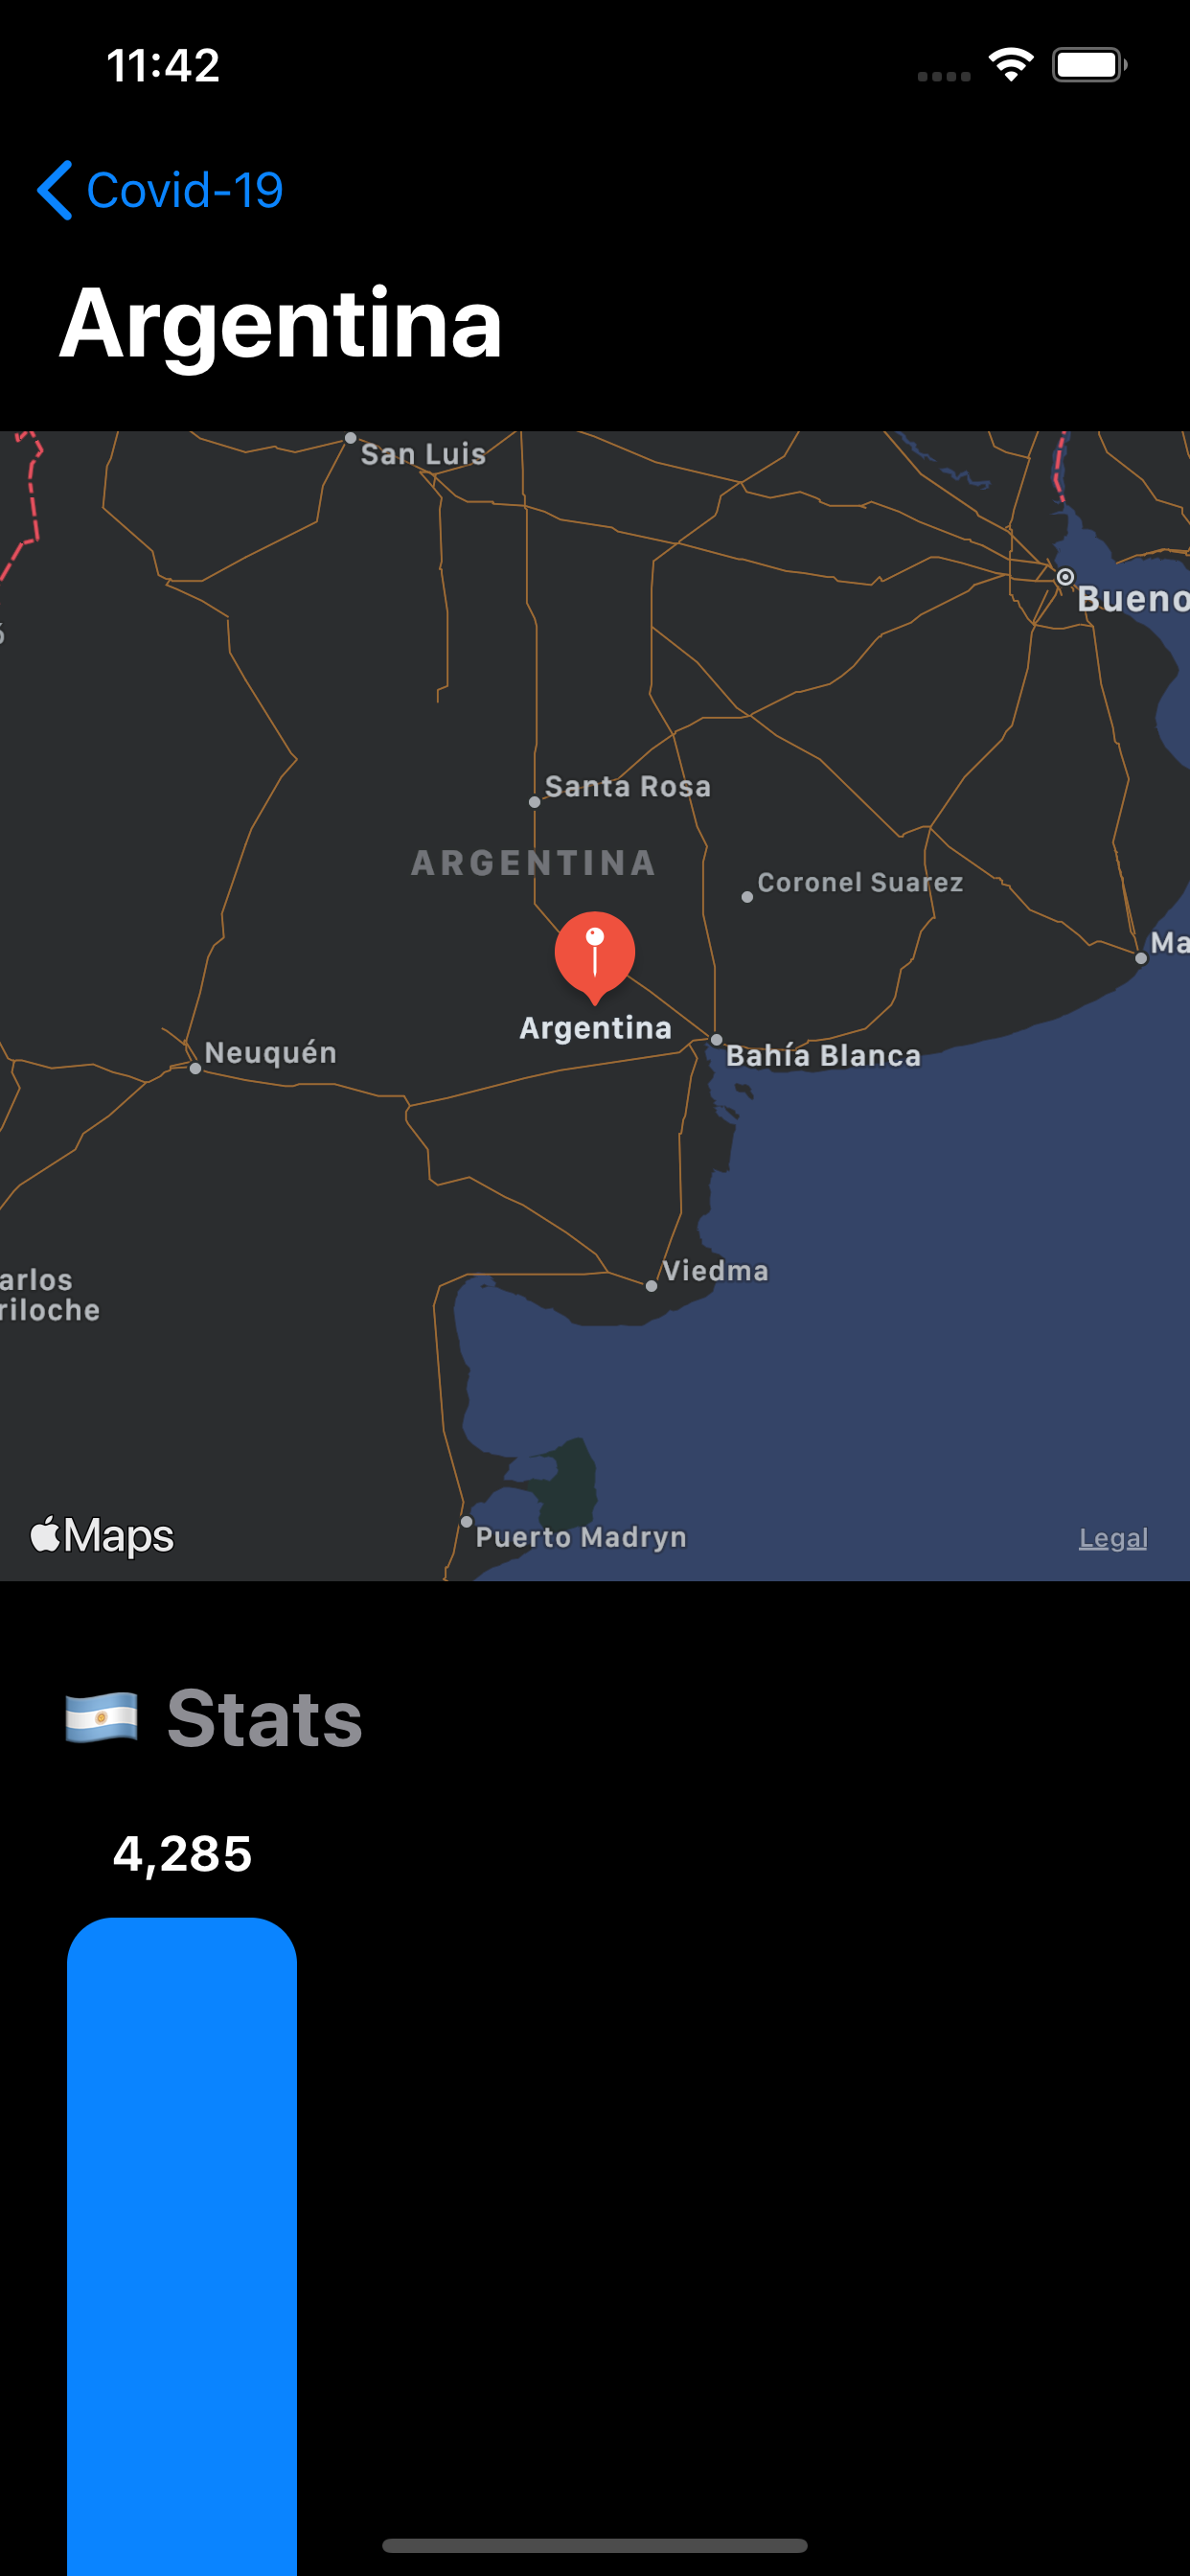 11:42
Covid-19
Argentina
San Luis
Bueno
Santa Rosa
ARGENTINA
Coronel Suarez
Ma
Argentina
Neuquén
Bahía Blanca
Viedma
arlos
riloche
Maps
Puerto Madryn
Legal
Stats
4,285